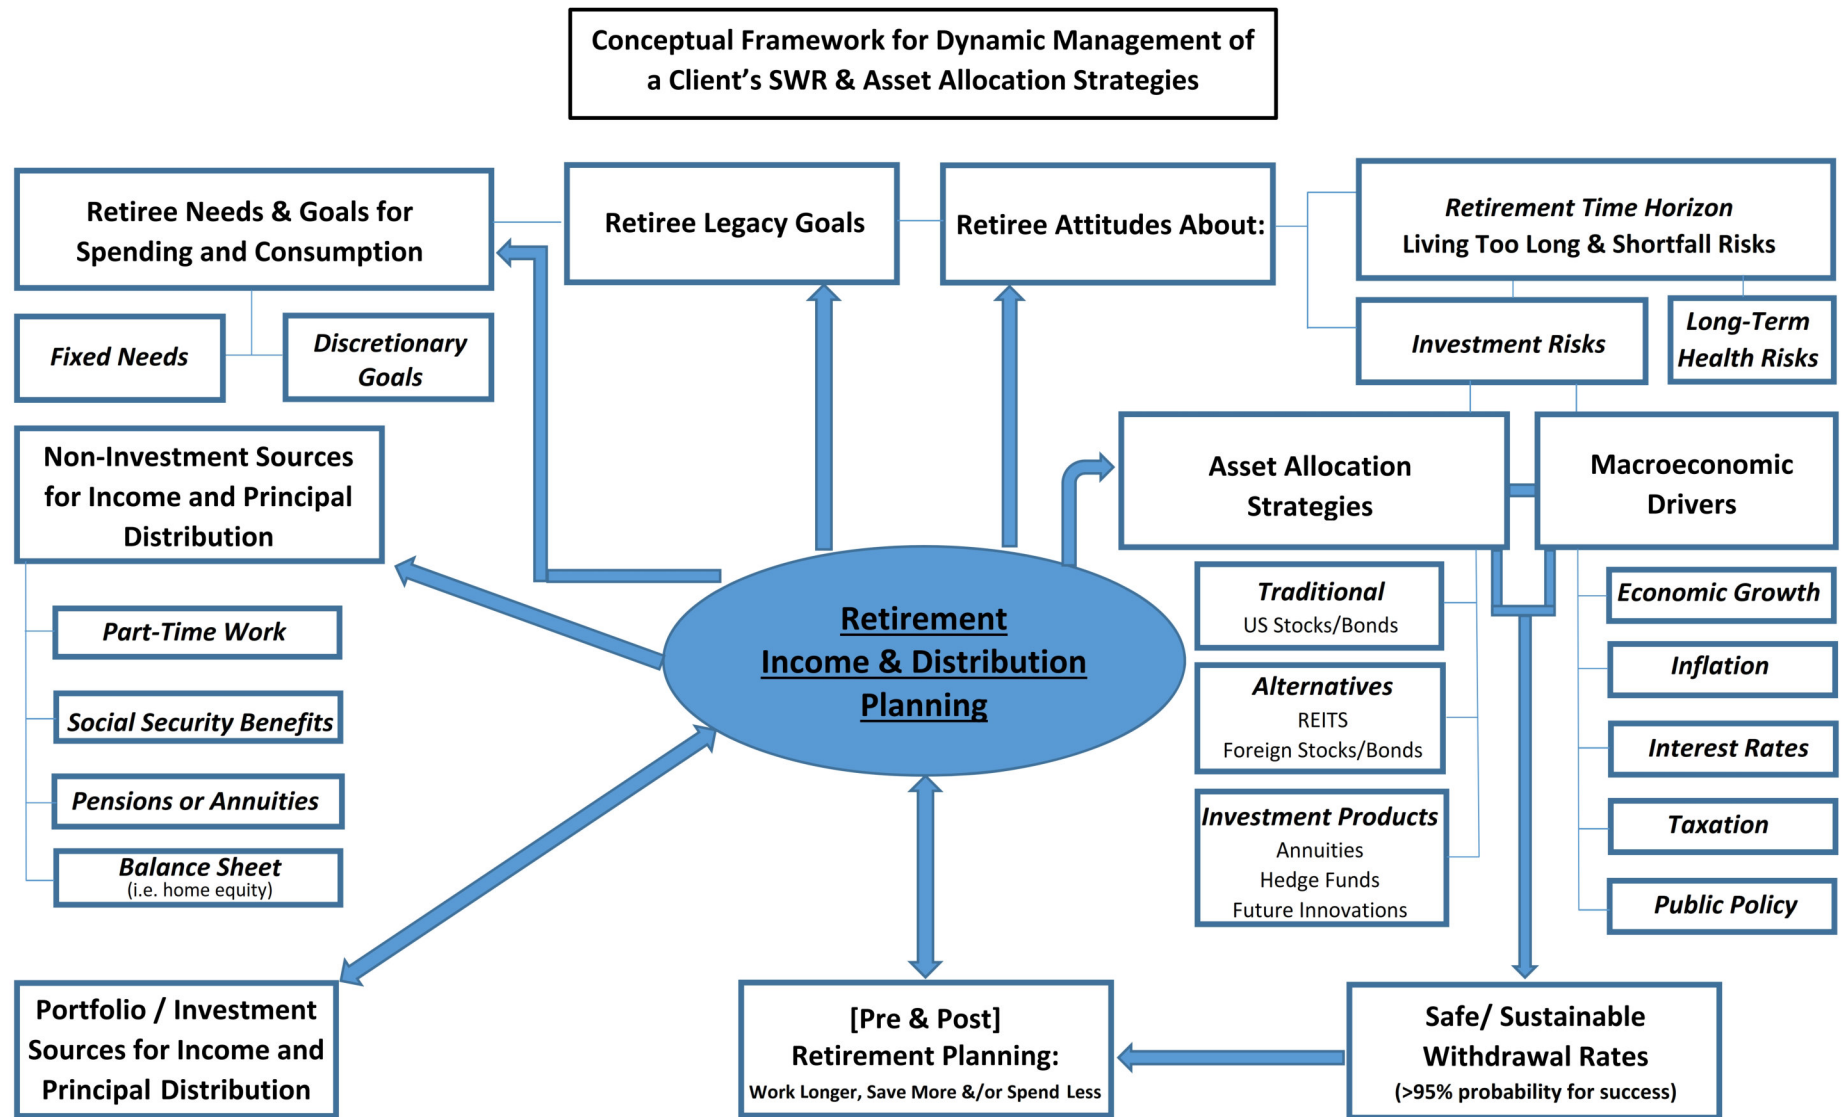 Conceptual Framework for Dynamic Management of
a Client’s SWR & Asset Allocation Strategies
Retiree Needs & Goals for
Spending and Consumption
Retiree Legacy Goals
Retiree Attitudes About:
Retirement Time Horizon
Living Too Long & Shortfall Risks
Fixed Needs
Discretionary
Goals
Investment Risks
Long-Term
Health Risks
Non-Investment Sources
for Income and Principal
Distribution
Asset Allocation
Strategies
Macroeconomic
Drivers
Part-Time Work
Social Security Benefits
Pensions or Annuities
Balance Sheet
(i.e. home equity)
Retirement
Income & Distribution
Planning
Traditional
US Stocks/Bonds
Alternatives
REITS
Foreign Stocks/Bonds
Investment Products
Annuities
Hedge Funds
Future Innovations
Economic Growth
Inflation
Interest Rates
Taxation
Public Policy
Portfolio / Investment
Sources for Income and
Principal Distribution
[Pre & Post]
Retirement Planning:
Work Longer, Save More &/or Spend Less
Safe/ Sustainable
Withdrawal Rates
(>95% probability for success)